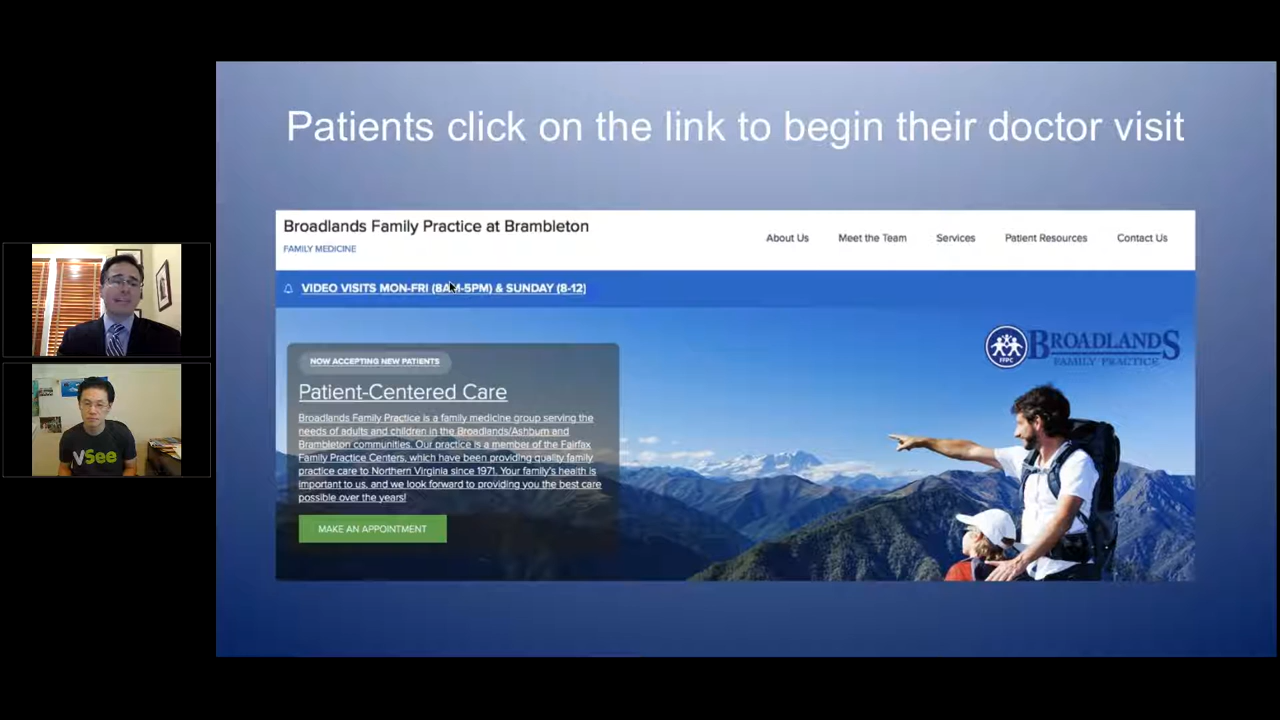 Patients click on the link to begin their doctor visit
Broadlands Family Practice at Brambleton
FAMILY MEDICINE
About Us
Meet the Team
Services
Patient Resources
Contact Us
VIDEO VISITS MON-FRI (8AM-5PM) & SUNDAY (8-12)
NOW ACCEPTING NEW PATIENTS
Patient-Centered Care
Broadlands Family Practice is a family medicine group serving the
needs of adults and children in the Broadlands/Ashburn and
Brambleton communities. Our practice is a member of the Fairfax
Family Practice Centers, which have been providing quality family
practice care to Northern Virginia since 1971. Your family's health is
important to us, and we look forward to providing you the best care
possible over the years!
MAKE AN APPOINTMENT
FFPC
BROADLANDS
FAMILY PRACTICE
vSee